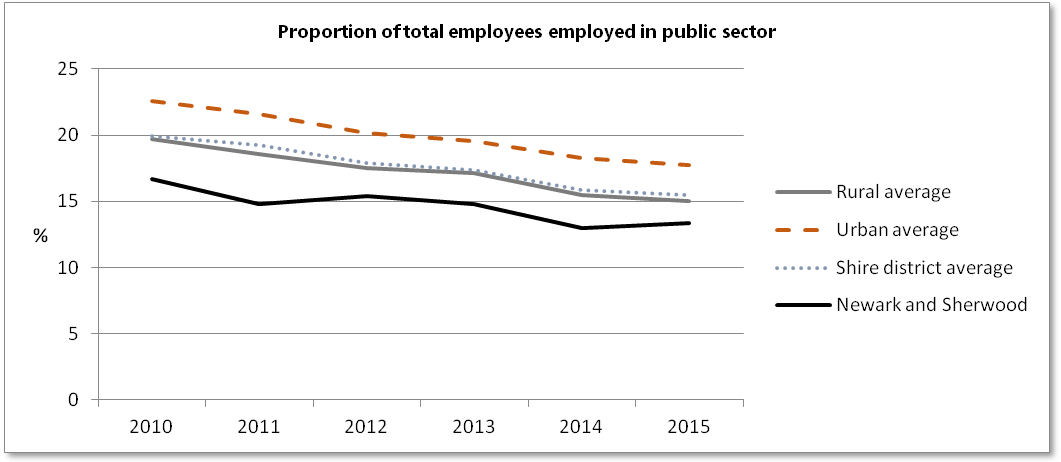 Proportion of total employees employed in public sector
25
20
15
10
5
0
%
2010 2011 2012 2013 2014 2015
Rural average
Urban average
Shire district average
Newark and Sherwood